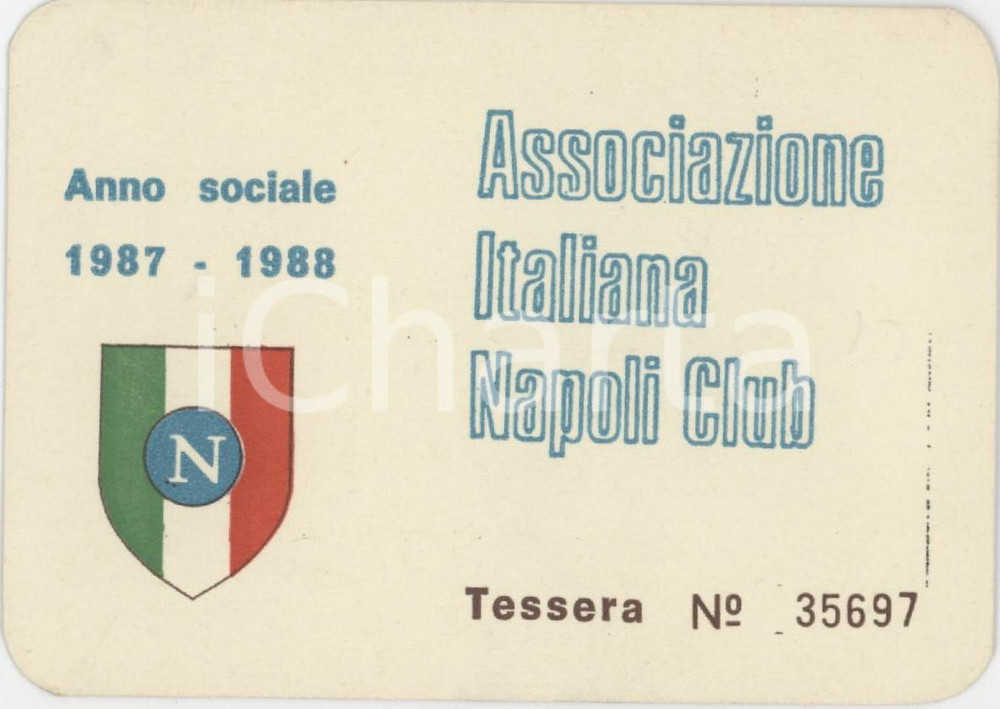 Anno sociale
1987 - 1988
N
Associazione
Italiana
Napoli Club
Tessera Nº 35697
iCharta